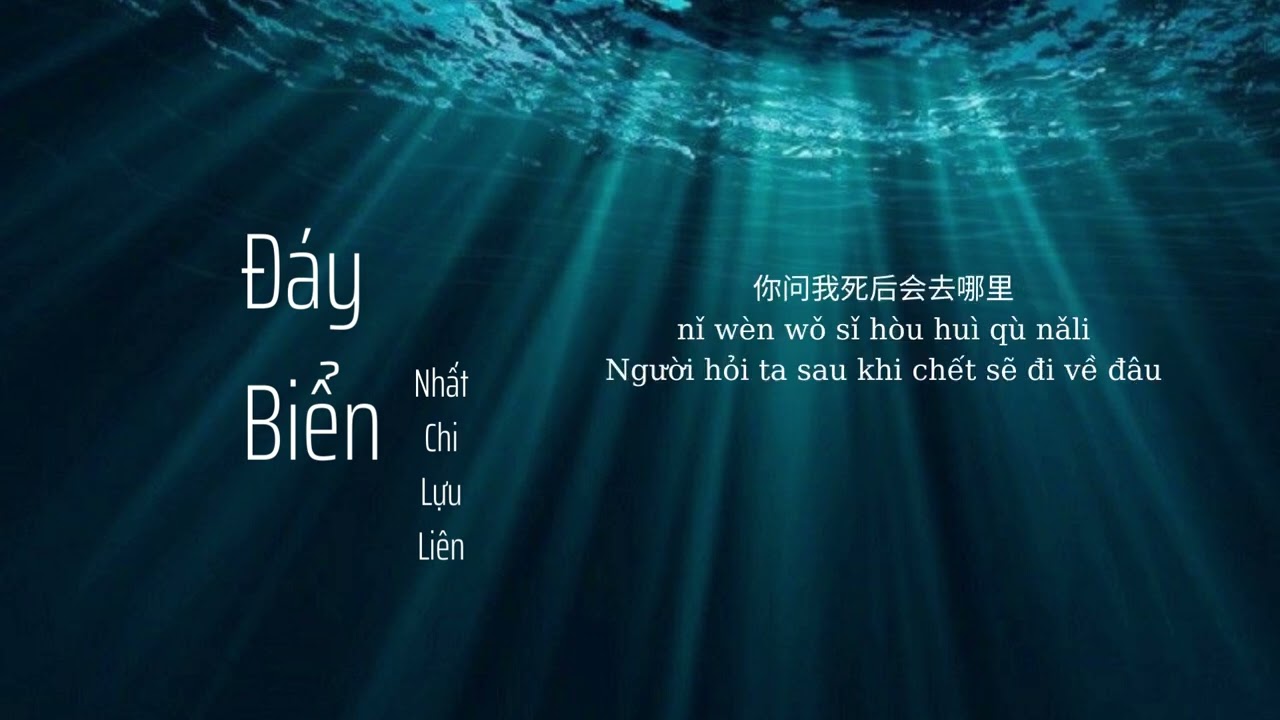 Đáy
Biển
Nhất
Chi
Lựu
Liên
你问我死后会去哪里
nǐ wèn wǒ sǐ hòu huì qù nǎli
Người hỏi ta sau khi chết sẽ đi về đâu